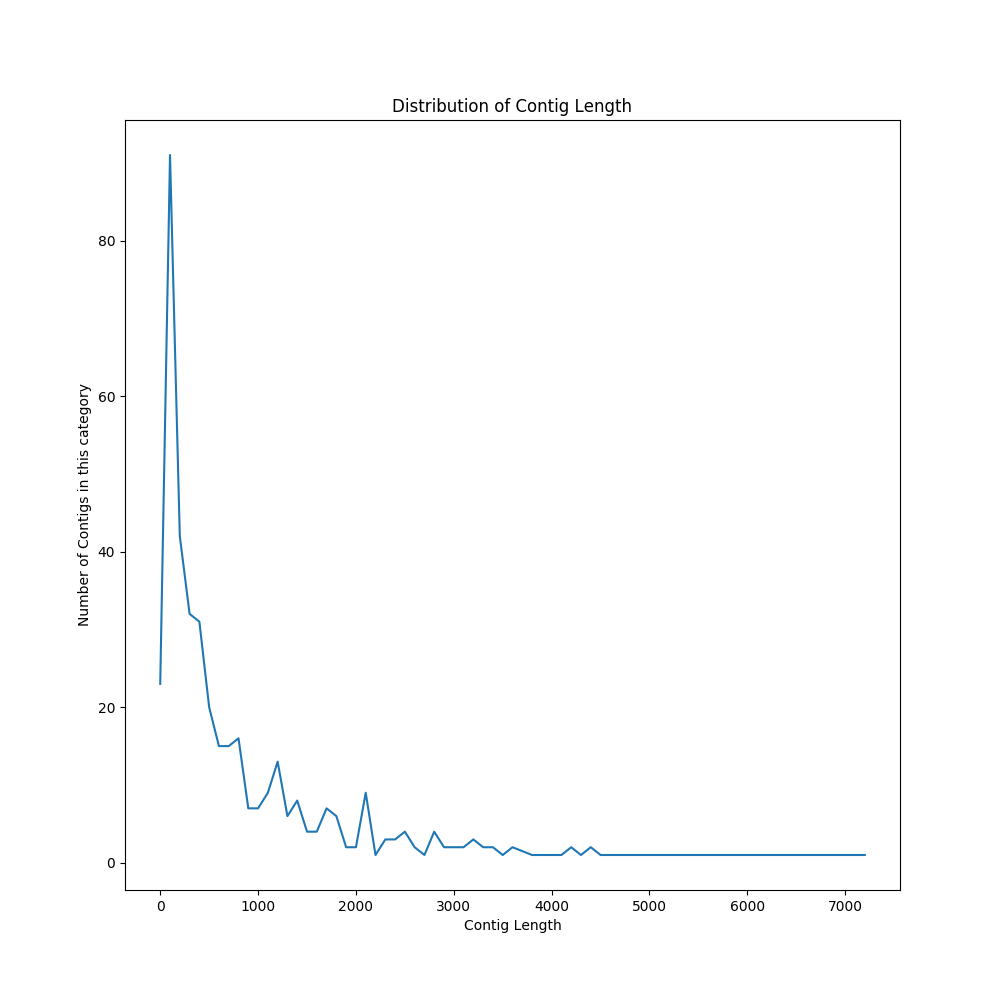 Distribution of Contig Length
Number of Contigs in this category
80
60
40
20
0
0 1000 2000 3000 4000 5000 6000 7000
Contig Length